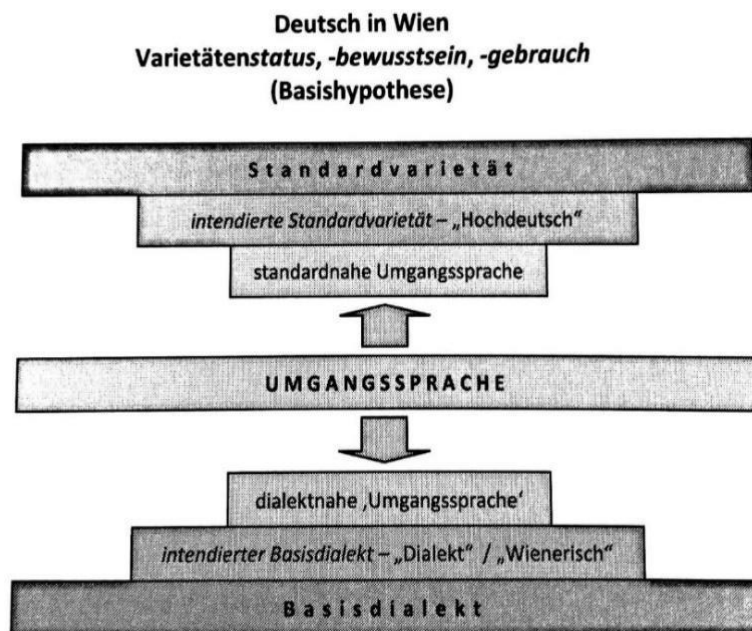 Deutsch in Wien
Varietätenstatus, -bewusstsein, -gebrauch
(Basishypothese)
Standardvarietät
intendierte Standardvarietät – „Hochdeutsch“
standardnahe Umgangssprache
UMGANGSSPRACHE
dialektnahe ‚Umgangssprache‘
intendierter Basisdialekt – „Dialekt“ / „Wienerisch“
Basisdialekt